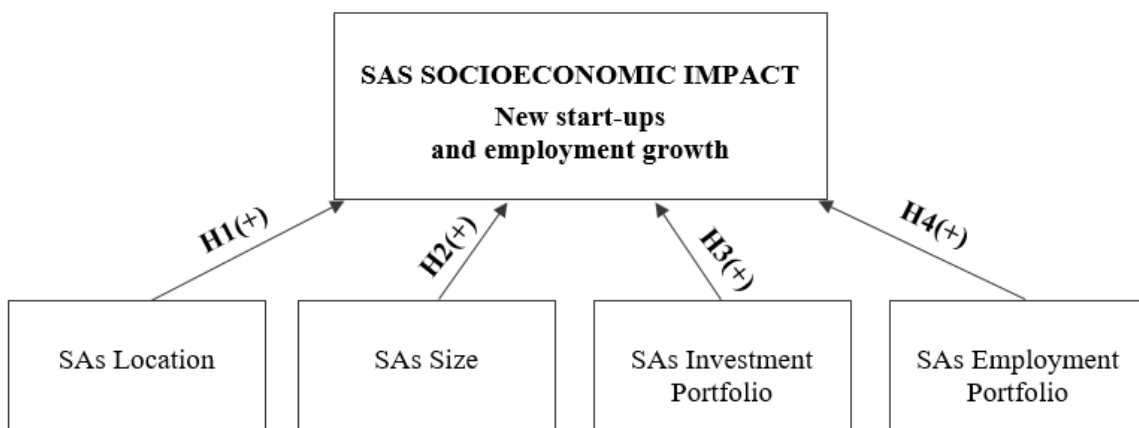 SAS SOCIOECONOMIC IMPACT
New start-ups
and employment growth
H1(+)
H2(+)
H3(+)
H4(+)
SAs Location
SAs Size
SAs Investment
Portfolio
SAs Employment
Portfolio